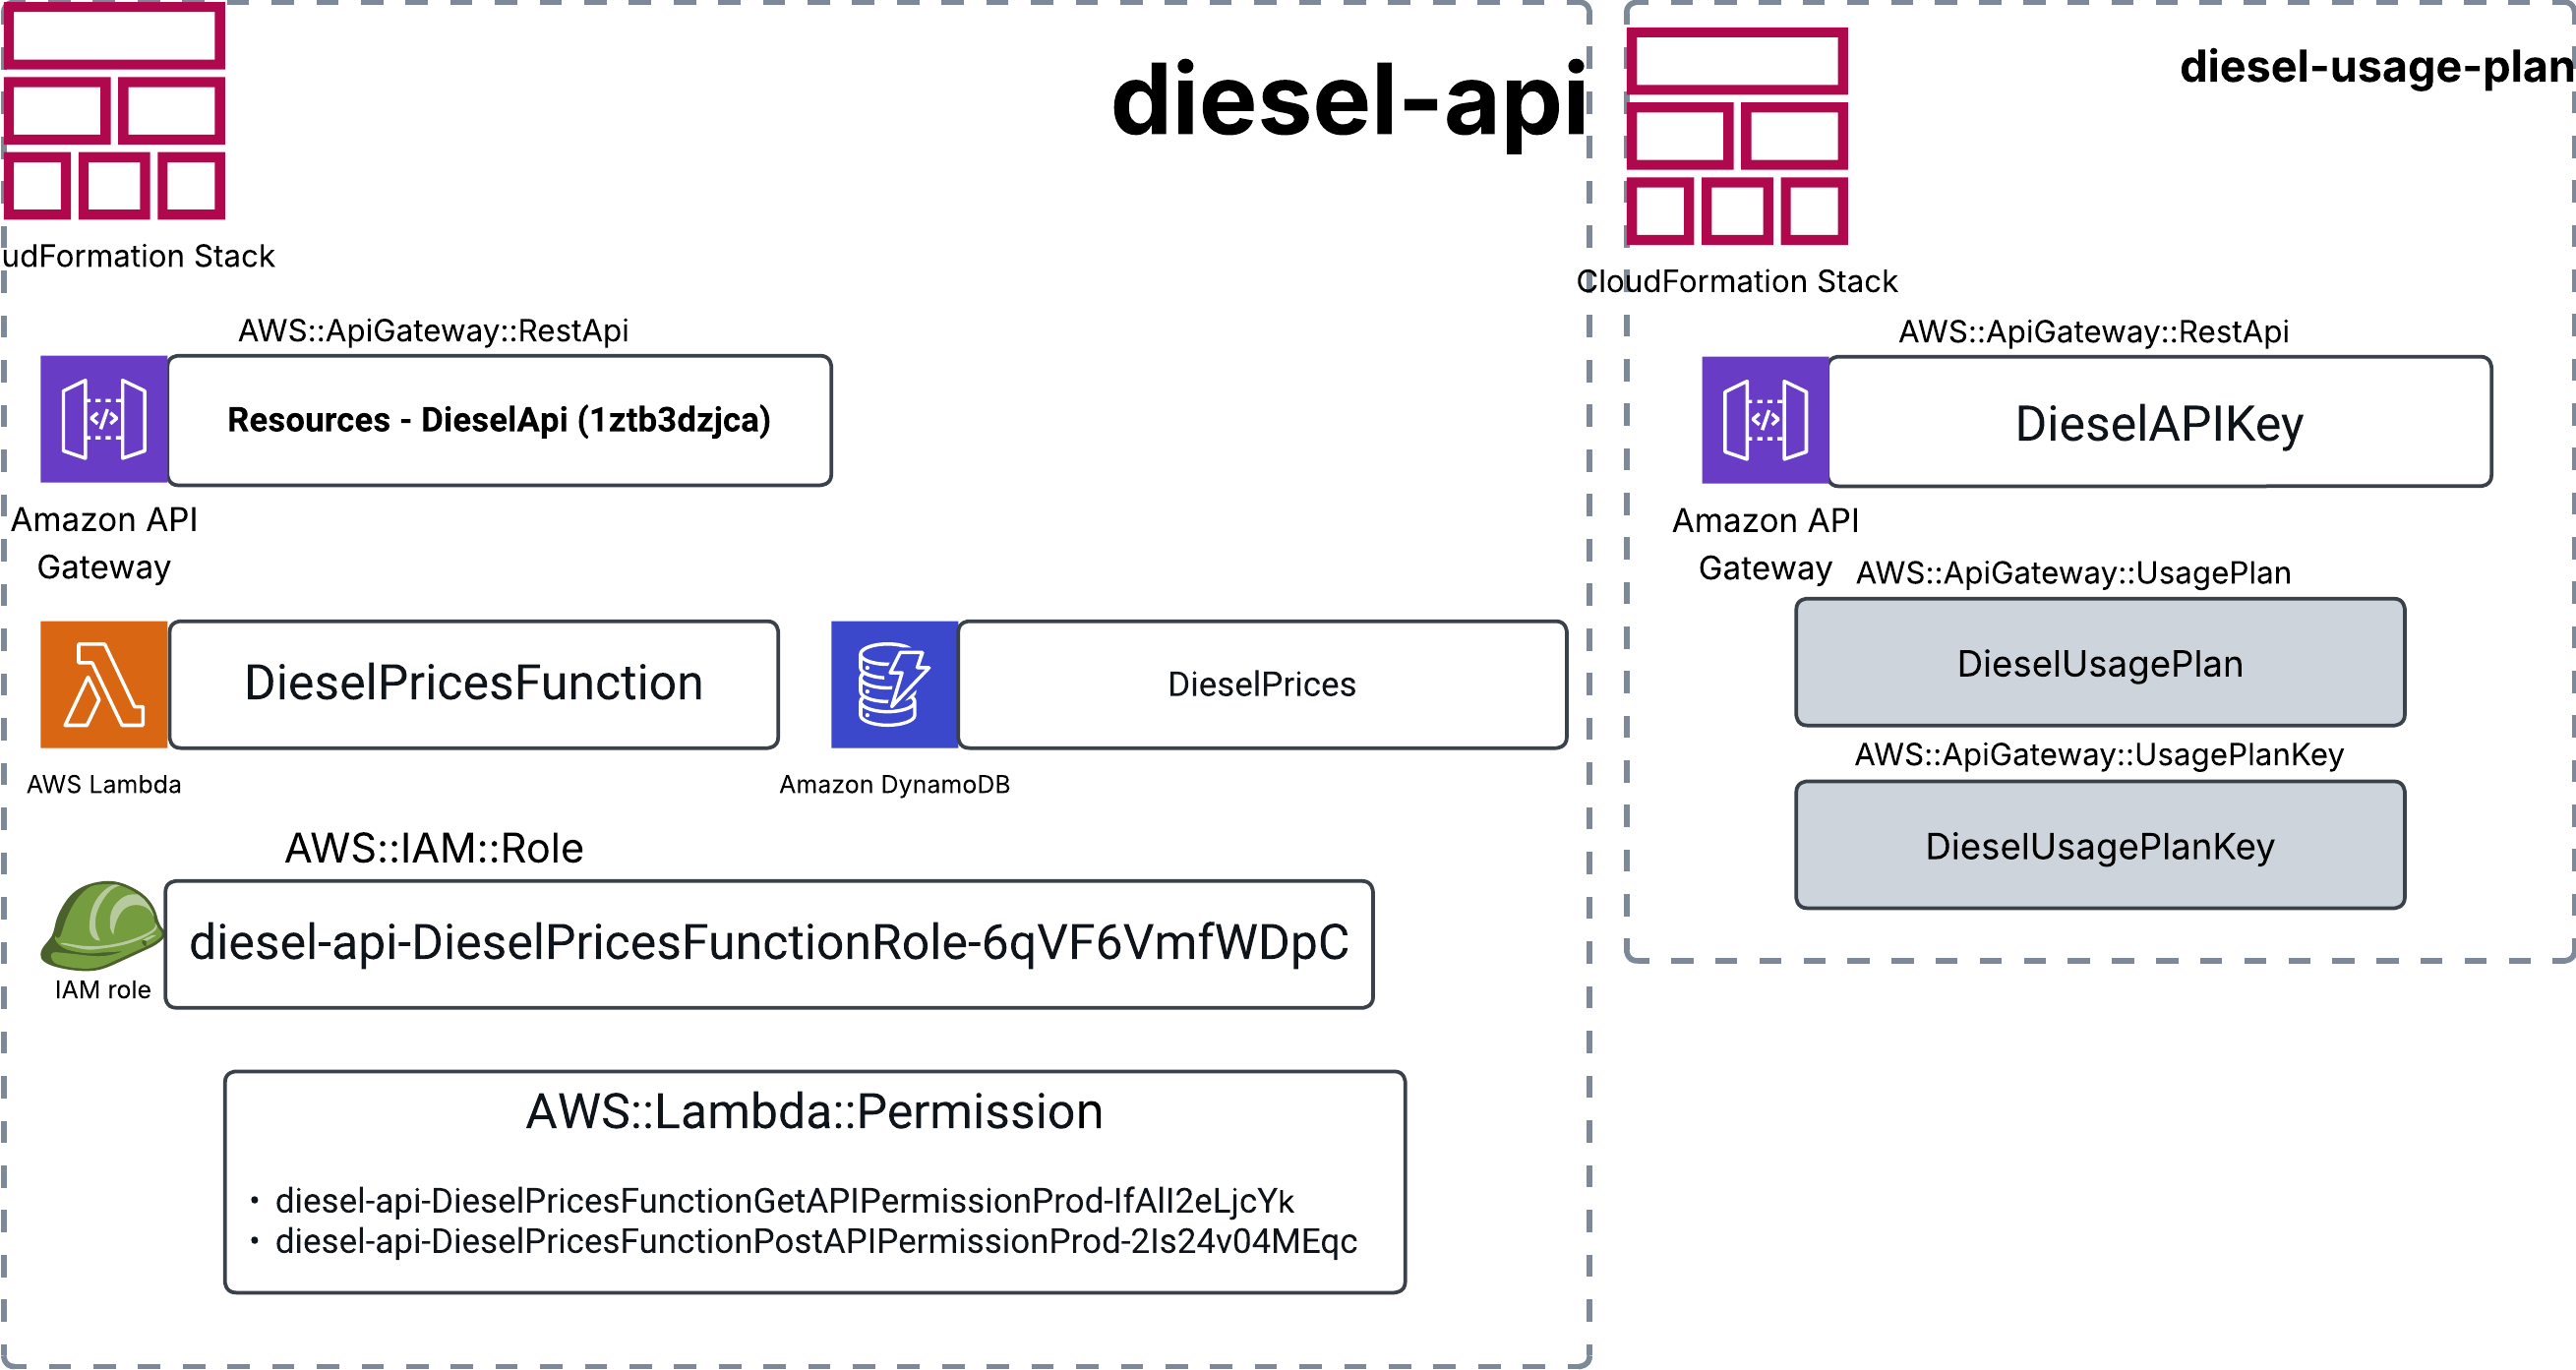 diesel-api
udFormation Stack
AWS::ApiGateway::RestApi
Resources - DieselApi (1ztb3dzjca)
Amazon API
Gateway
DieselPricesFunction
AWS Lambda
DieselPrices
Amazon DynamoDB
AWS::IAM::Role
diesel-api-DieselPricesFunctionRole-6qVF6VmfWDpC
IAM role
AWS::Lambda::Permission
• diesel-api-DieselPricesFunctionGetAPIPermissionProd-IfAlI2eLjcYk
• diesel-api-DieselPricesFunctionPostAPIPermissionProd-2Is24v04MEqc
diesel-usage-plan
CloudFormation Stack
AWS::ApiGateway::RestApi
DieselAPIKey
Amazon API
Gateway
AWS::ApiGateway::UsagePlan
DieselUsagePlan
AWS::ApiGateway::UsagePlanKey
DieselUsagePlanKey